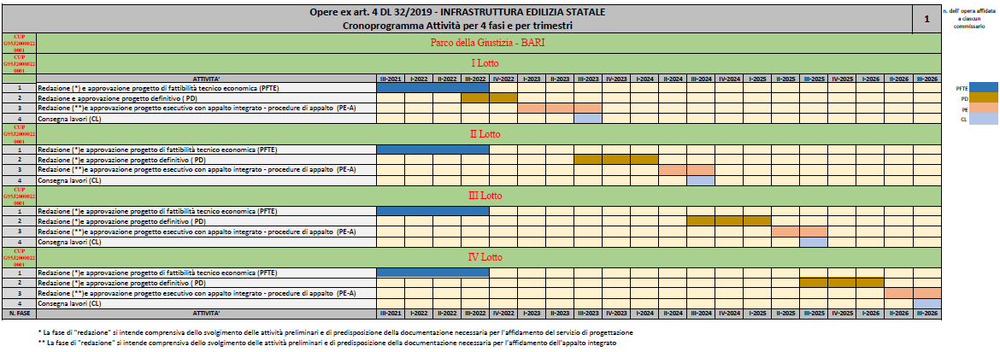 Opere ex art. 4 DL 32/2019 - INFRASTRUTTURA EDILIZIA STATALE
Cronoprogramma Attività per 4 fasi e per trimestri
1
n. dell' opera affidata
a ciascun
commissario
CUP
G95J2000022
0001
Parco della Giustizia - BARI
CUP
G95J2000022
0001
I Lotto
ATTIVITA' III-2021 I-2022 II-2022 III-2022 IV-2022 I-2023 II-2023 III-2023 IV-2023 I-2024 II-2024 III-2024 IV-2024 I-2025 II-2025 III-2025 IV-2025 I-2026 II-2026 III-2026
1 Redazione (*) e approvazione progetto di fattibilità tecnico economica (PFTE)
2 Redazione e approvazione progetto definitivo ( PD)
3 Redazione (**)e approvazione progetto esecutivo con appalto integrato - procedure di appalto (PE-A)
4 Consegna lavori (CL)
PFTE
PD
PE
CL
CUP
G95J2000022
0001
II Lotto
1 Redazione (*)e approvazione progetto di fattibilità tecnico economica (PFTE)
2 Redazione (*)e approvazione progetto definitivo ( PD)
3 Redazione (**)e approvazione progetto esecutivo con appalto integrato - procedure di appalto (PE-A)
4 Consegna lavori (CL)
CUP
G95J2000022
0001
III Lotto
1 Redazione (*)e approvazione progetto di fattibilità tecnico economica (PFTE)
2 Redazione (*)e approvazione progetto definitivo ( PD)
3 Redazione (**)e approvazione progetto esecutivo con appalto integrato - procedure di appalto (PE-A)
4 Consegna lavori (CL)
CUP
G95J2000022
0001
IV Lotto
1 Redazione (*)e approvazione progetto di fattibilità tecnico economica (PFTE)
2 Redazione (*)e approvazione progetto definitivo ( PD)
3 Redazione (**)e approvazione progetto esecutivo con appalto integrato - procedure di appalto (PE-A)
4 Consegna lavori (CL)
N. FASE ATTIVITA' III-2021 I-2022 II-2022 III-2022 IV-2022 I-2023 II-2023 III-2023 IV-2023 I-2024 II-2024 III-2024 IV-2024 I-2025 II-2025 III-2025 IV-2025 I-2026 II-2026 III-2026
* La fase di "redazione" si intende comprensiva dello svolgimento delle attività preliminari e di predisposizione della documentazione necessaria per l'affidamento del servizio di progettazione
** La fase di "redazione" si intende comprensiva dello svolgimento delle attività preliminari e di predisposizione della documentazione necessaria per l'affidamento dell'appalto integrato